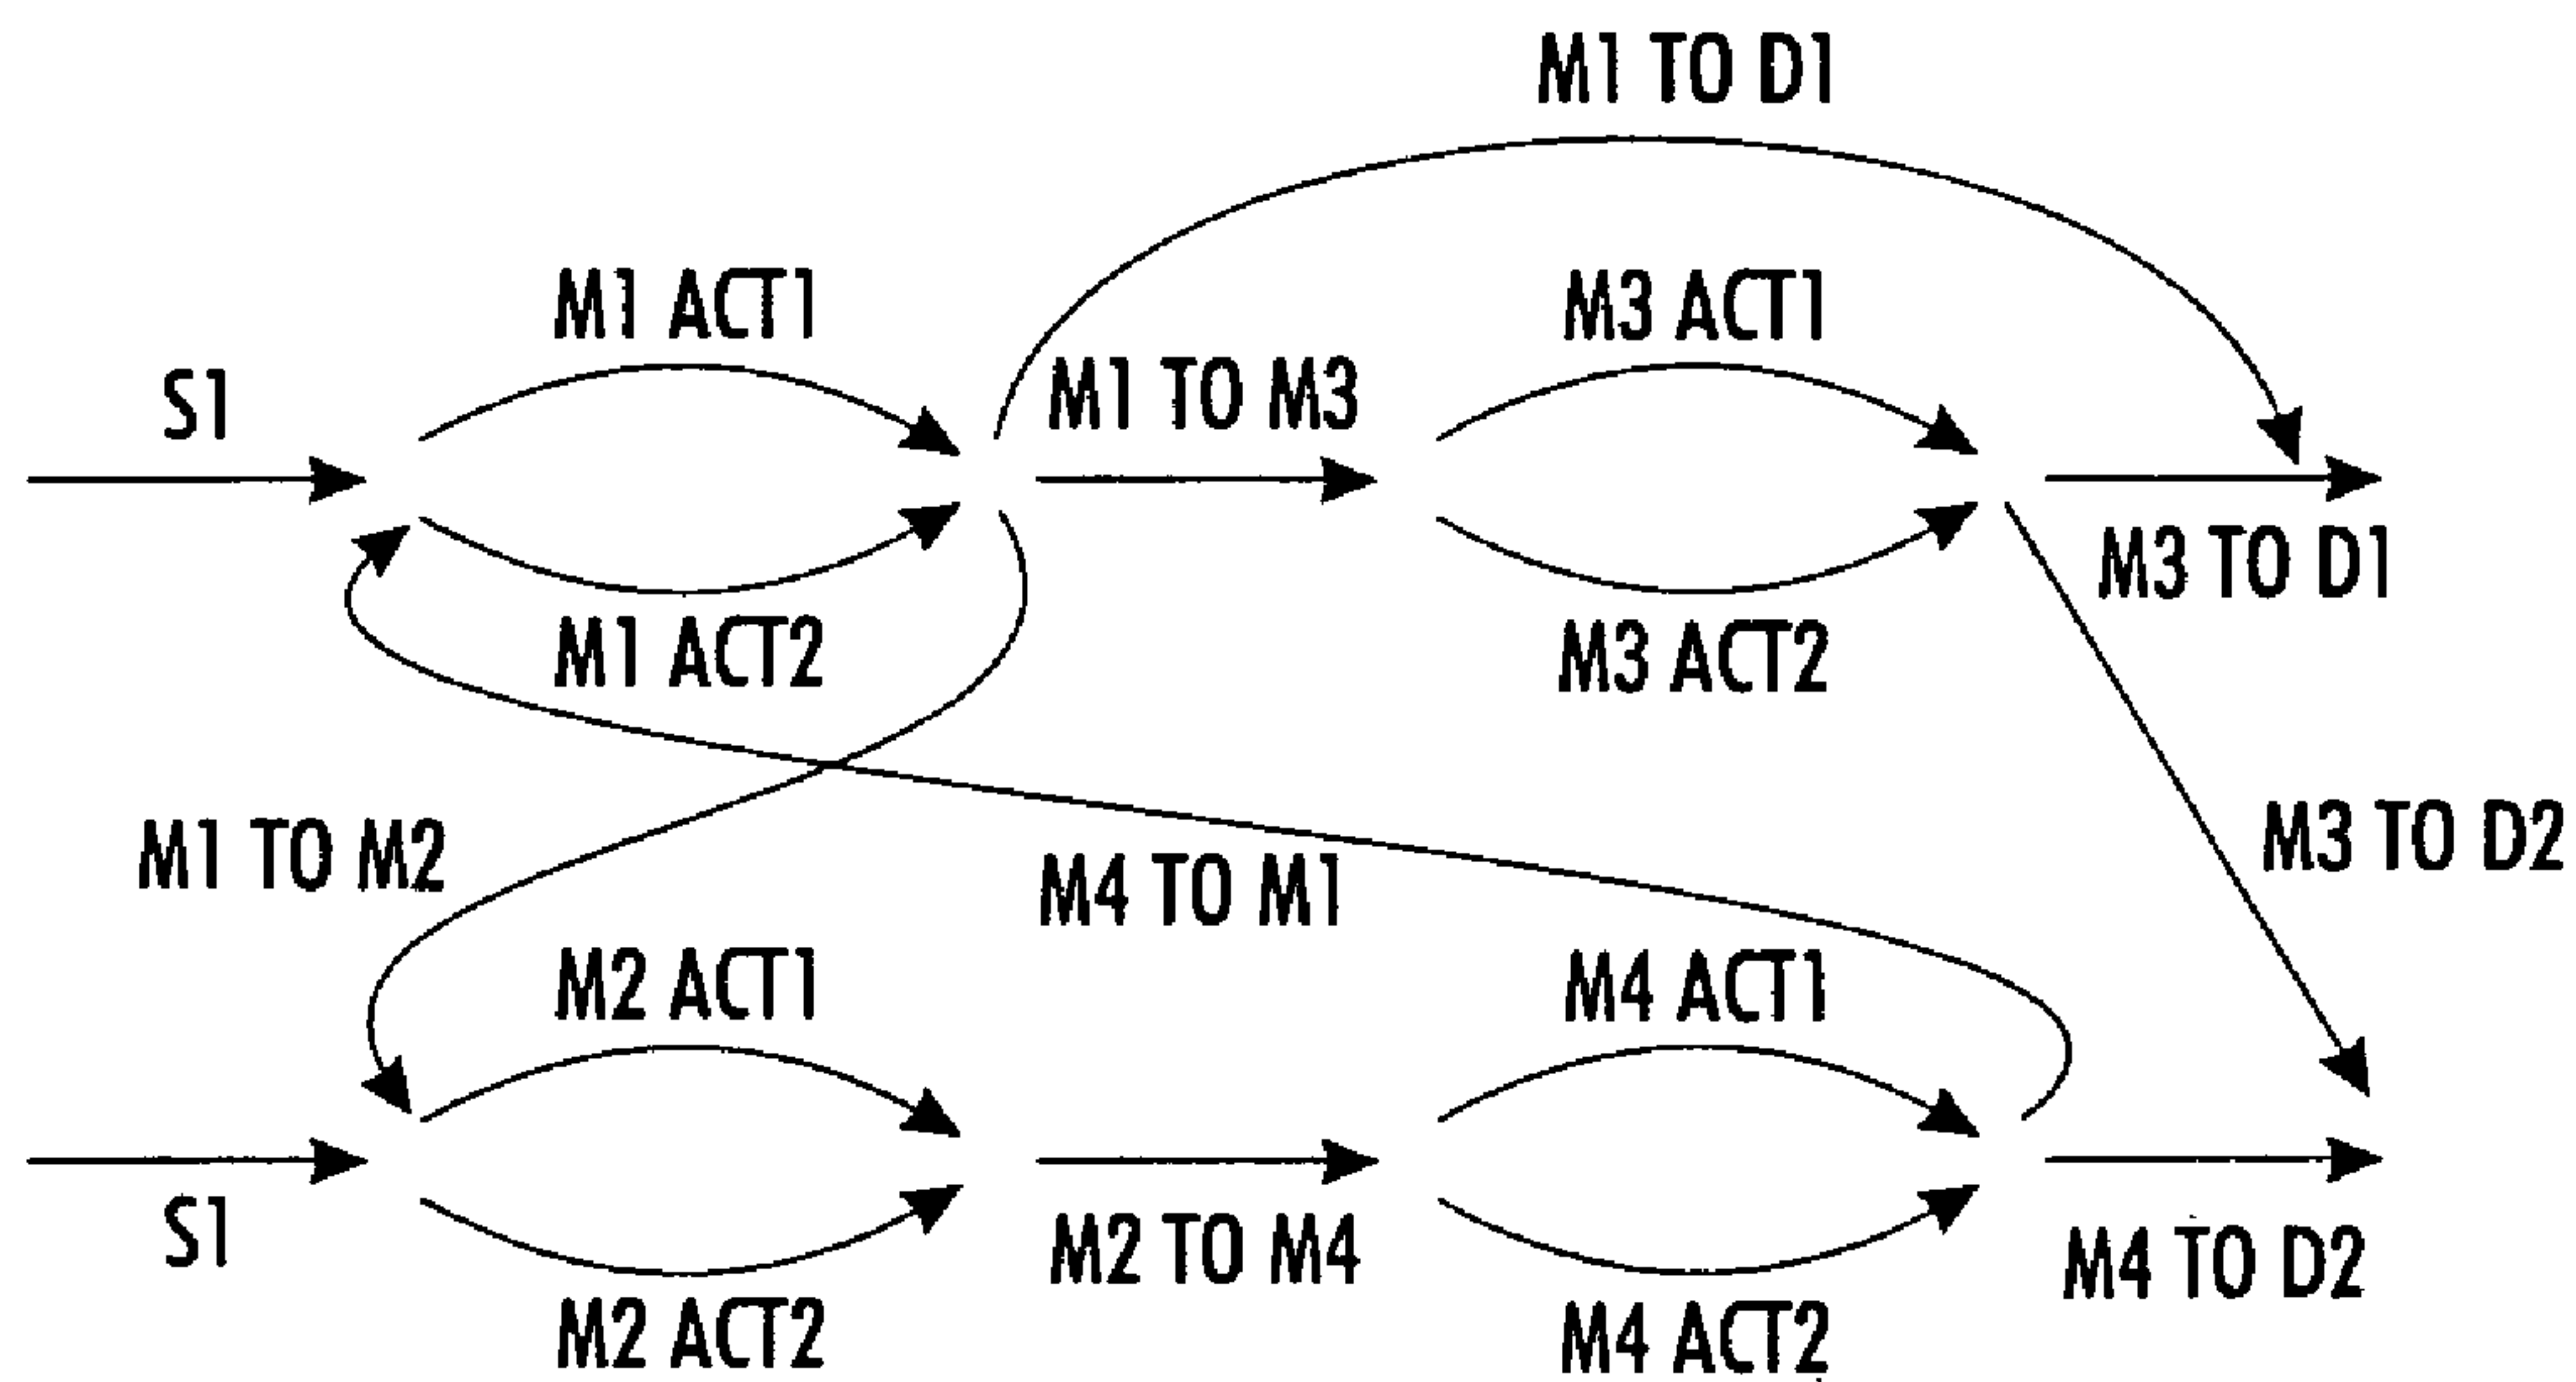 M1 TO D1
M1 ACT1
M3 ACT1
S1
M1 TO M3
M3 TO D1
M1 ACT2
M3 ACT2
M1 TO M2
M4 TO M1
M3 TO D2
M2 ACT1
M4 ACT1
S1
M2 TO M4
M4 TO D2
M2 ACT2
M4 ACT2